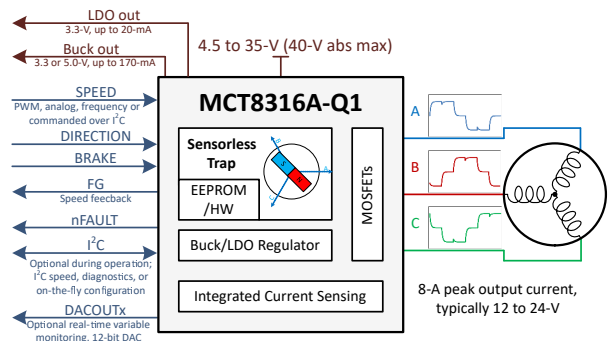 LDO out
3.3-V, up to 20-mA
Buck out
3.3 or 5.0-V, up to 170-mA
4.5 to 35-V (40-V abs max)
SPEED
PWM, analog, frequency or
commanded over I²C
DIRECTION
BRAKE
FG
Speed feecback
nFAULT
I²C
Optional during operation;
I²C speed, diagnostics, or
on-the-fly configuration
DACOUTx
Optional real-time variable
monitoring, 12-bit DAC
MCT8316A-Q1
Sensorless
Trap
EEPROM
/HW
S
N
A
B
C
MOSFETs
Buck/LDO Regulator
Integrated Current Sensing
A
B
C
8-A peak output current,
typically 12 to 24-V